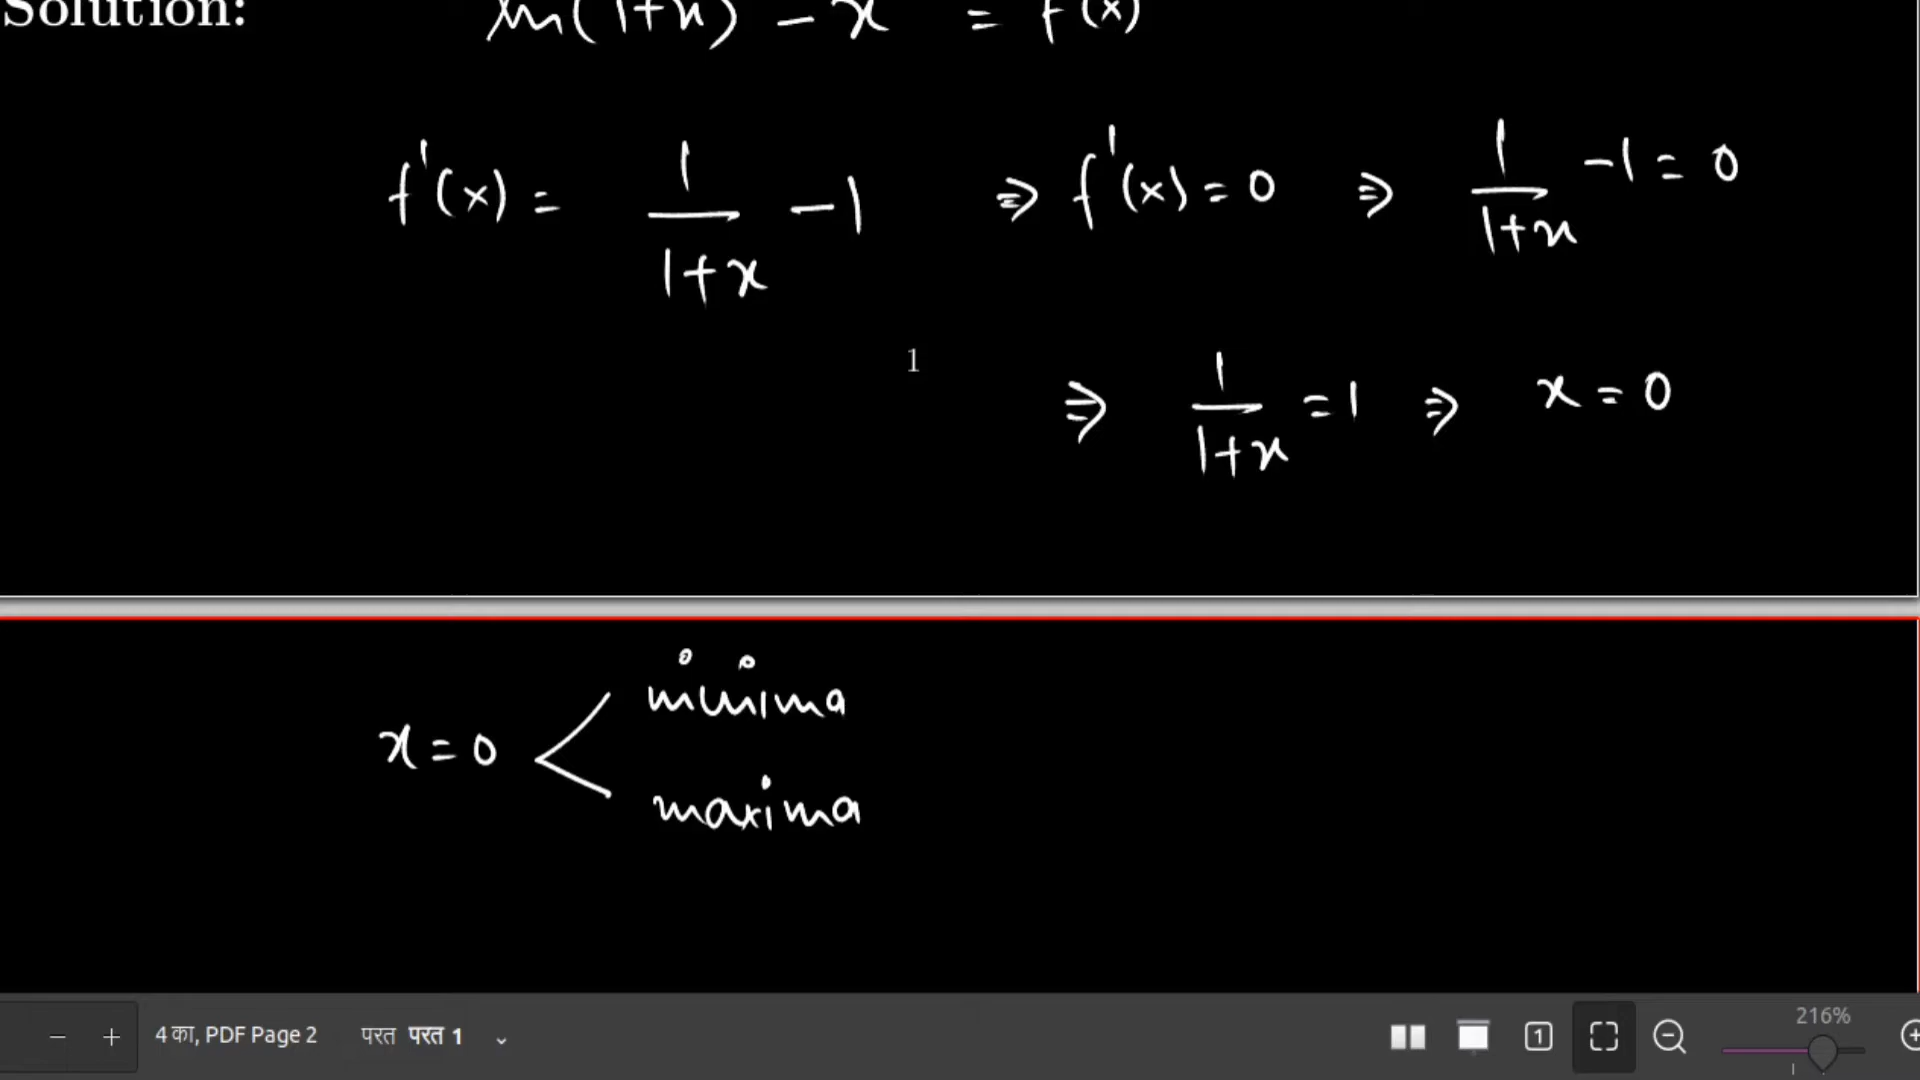 Solution: ln(1+x) - x = f(x)
f'(x) = 1/(1+x) - 1 ⇒ f'(x) = 0 ⇒ 1/(1+x) - 1 = 0
1
⇒ 1/(1+x) = 1 ⇒ x = 0
minima
x = 0
maxima
4 का, PDF Page 2 परत परत 1 1 216%